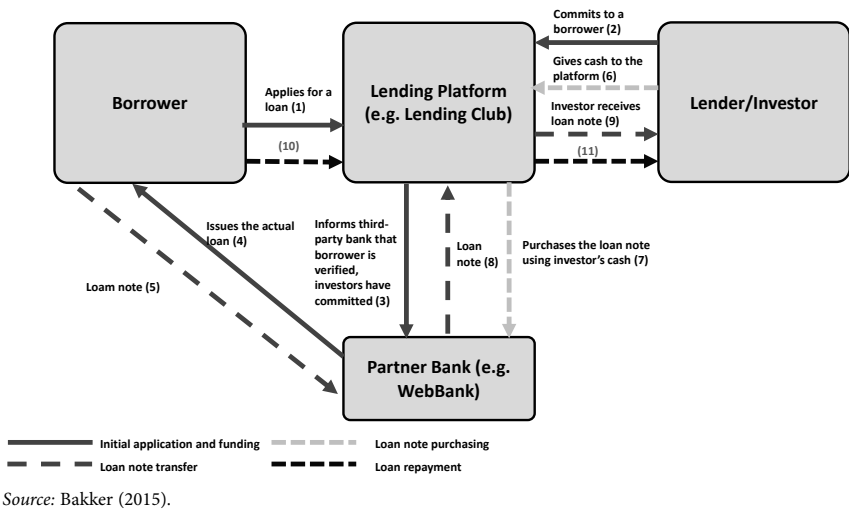 Commits to a
borrower (2)
Gives cash to the
platform (6)
Borrower
Applies for a
loan (1)
Lending Platform
(e.g. Lending Club)
Lender/Investor
Investor receives
loan note (9)
(10)
(11)
Issues the actual
loan (4)
Informs third-
party bank that
borrower is
verified,
investors have
committed (3)
Loan
note (8)
Purchases the loan note
using investor's cash (7)
Loam note (5)
Partner Bank (e.g.
WebBank)
Initial application and funding
Loan note purchasing
Loan note transfer
Loan repayment
Source: Bakker (2015).